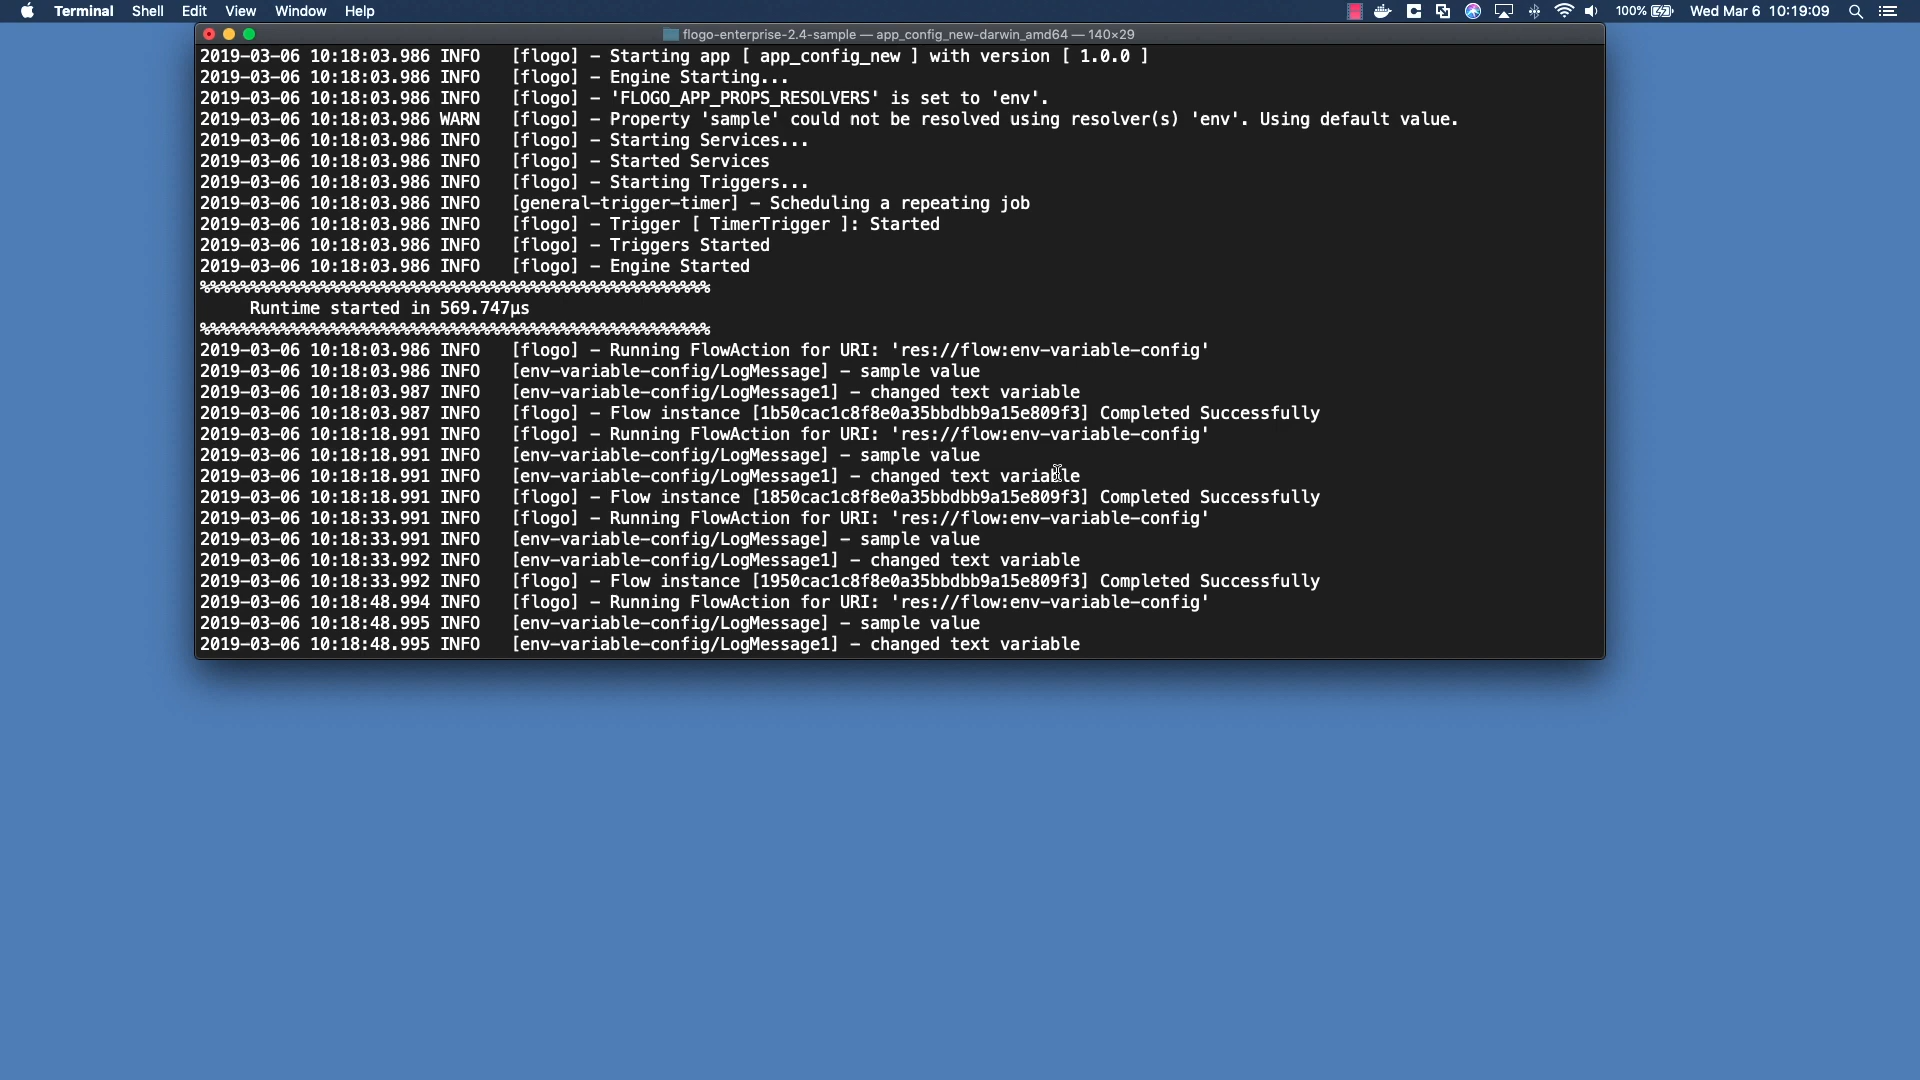 Terminal Shell Edit View Window Help 100% Wed Mar 6 10:19:09
flogo-enterprise-2.4-sample — app_config_new-darwin_amd64 — 140×29
2019-03-06 10:18:03.986 INFO [flogo] - Starting app [ app_config_new ] with version [ 1.0.0 ]
2019-03-06 10:18:03.986 INFO [flogo] - Engine Starting...
2019-03-06 10:18:03.986 INFO [flogo] - 'FLOGO_APP_PROPS_RESOLVERS' is set to 'env'.
2019-03-06 10:18:03.986 WARN [flogo] - Property 'sample' could not be resolved using resolver(s) 'env'. Using default value.
2019-03-06 10:18:03.986 INFO [flogo] - Starting Services...
2019-03-06 10:18:03.986 INFO [flogo] - Started Services
2019-03-06 10:18:03.986 INFO [flogo] - Starting Triggers...
2019-03-06 10:18:03.986 INFO [general-trigger-timer] - Scheduling a repeating job
2019-03-06 10:18:03.986 INFO [flogo] - Trigger [ TimerTrigger ]: Started
2019-03-06 10:18:03.986 INFO [flogo] - Triggers Started
2019-03-06 10:18:03.986 INFO [flogo] - Engine Started
%%%%%%%%%%%%%%%%%%%%%%%%%%%%%%%%%%%%%%%%%%%%%%%%%%%
Runtime started in 569.747µs
%%%%%%%%%%%%%%%%%%%%%%%%%%%%%%%%%%%%%%%%%%%%%%%%%%%
2019-03-06 10:18:03.986 INFO [flogo] - Running FlowAction for URI: 'res://flow:env-variable-config'
2019-03-06 10:18:03.986 INFO [env-variable-config/LogMessage] - sample value
2019-03-06 10:18:03.987 INFO [env-variable-config/LogMessage1] - changed text variable
2019-03-06 10:18:03.987 INFO [flogo] - Flow instance [1b50cac1c8f8e0a35bbdbb9a15e809f3] Completed Successfully
2019-03-06 10:18:18.991 INFO [flogo] - Running FlowAction for URI: 'res://flow:env-variable-config'
2019-03-06 10:18:18.991 INFO [env-variable-config/LogMessage] - sample value
2019-03-06 10:18:18.991 INFO [env-variable-config/LogMessage1] - changed text variable
2019-03-06 10:18:18.991 INFO [flogo] - Flow instance [1850cac1c8f8e0a35bbdbb9a15e809f3] Completed Successfully
2019-03-06 10:18:33.991 INFO [flogo] - Running FlowAction for URI: 'res://flow:env-variable-config'
2019-03-06 10:18:33.991 INFO [env-variable-config/LogMessage] - sample value
2019-03-06 10:18:33.992 INFO [env-variable-config/LogMessage1] - changed text variable
2019-03-06 10:18:33.992 INFO [flogo] - Flow instance [1950cac1c8f8e0a35bbdbb9a15e809f3] Completed Successfully
2019-03-06 10:18:48.994 INFO [flogo] - Running FlowAction for URI: 'res://flow:env-variable-config'
2019-03-06 10:18:48.995 INFO [env-variable-config/LogMessage] - sample value
2019-03-06 10:18:48.995 INFO [env-variable-config/LogMessage1] - changed text variable